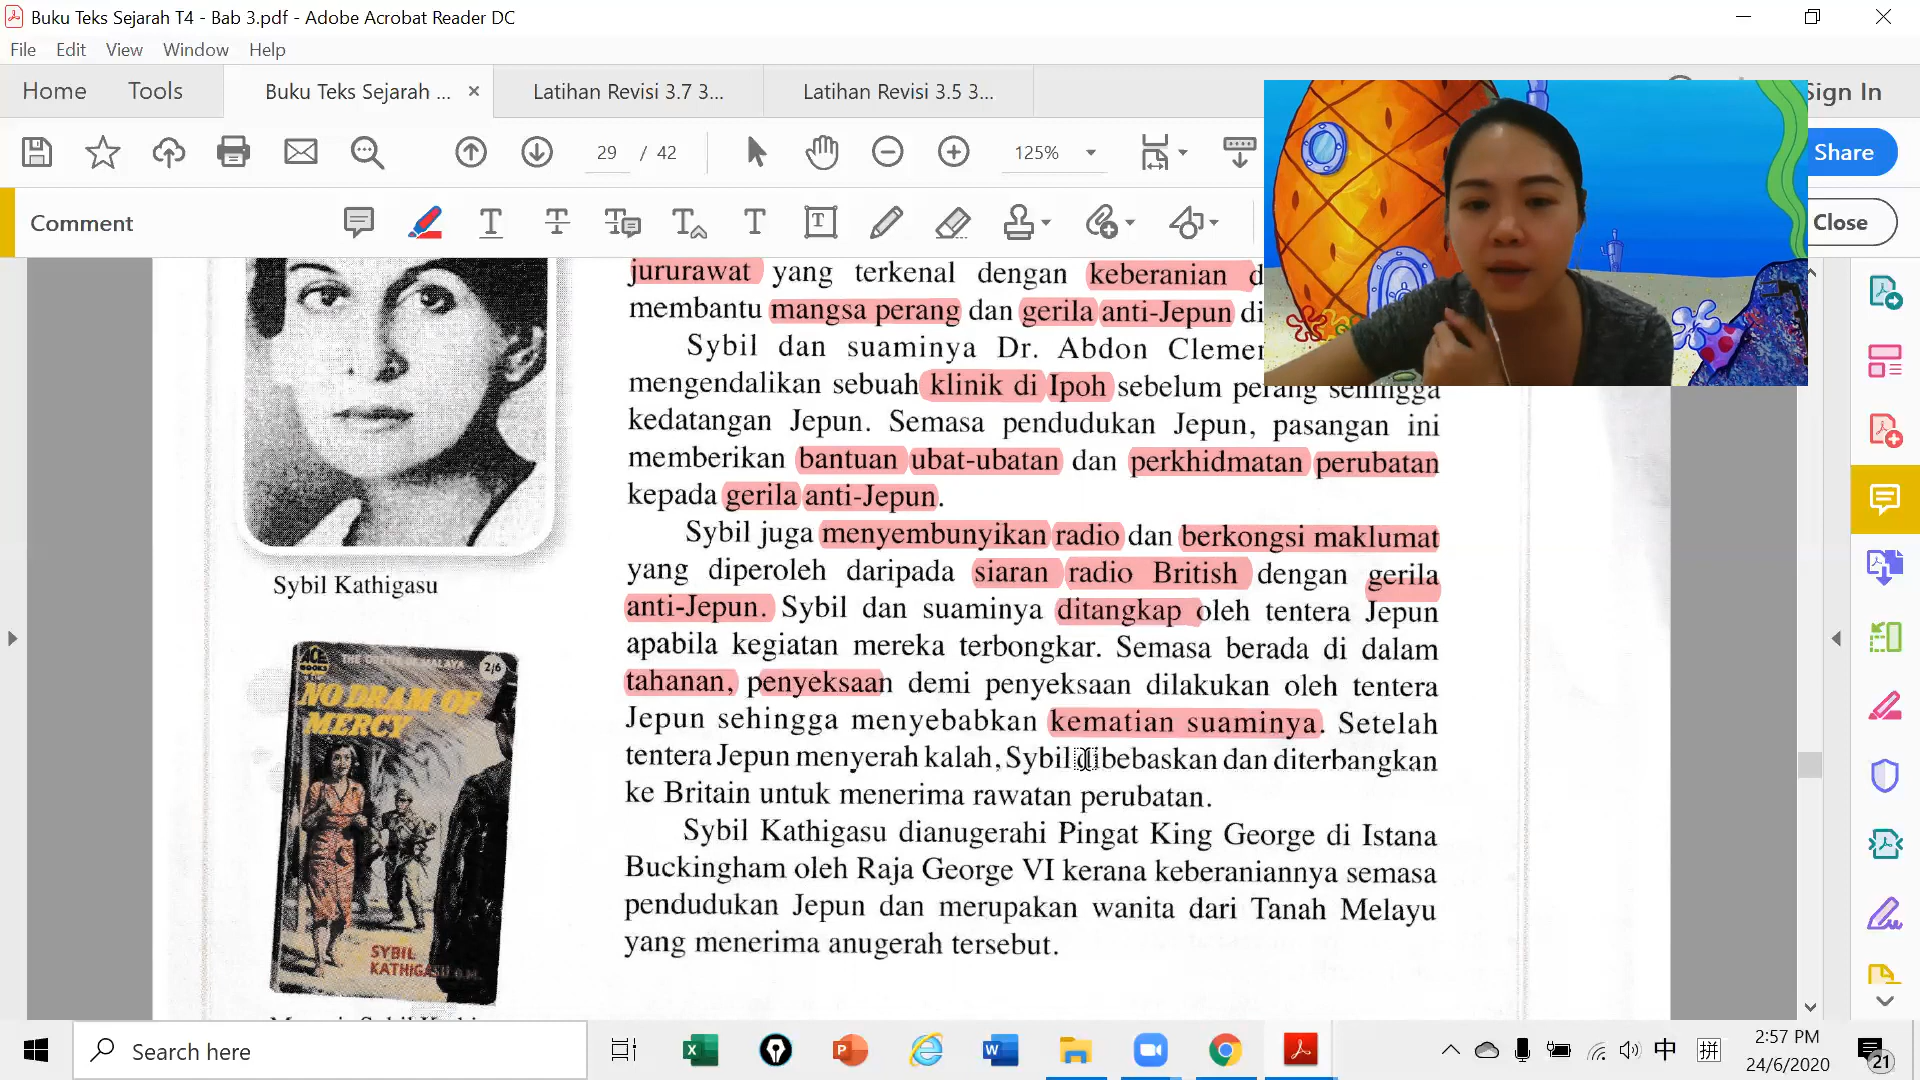 Buku Teks Sejarah T4 - Bab 3.pdf - Adobe Acrobat Reader DC
File Edit View Window Help
Home Tools Buku Teks Sejarah ... × Latihan Revisi 3.7 3... Latihan Revisi 3.5 3... Sign In
29 / 42 125% Share
Comment Close
jururawat yang terkenal dengan keberanian
membantu mangsa perang dan gerila anti-Jepun di
Sybil dan suaminya Dr. Abdon
mengendalikan sebuah klinik di Ipoh sebelum perang sehingga
kedatangan Jepun. Semasa pendudukan Jepun, pasangan ini
memberikan bantuan ubat-ubatan dan perkhidmatan perubatan
kepada gerila anti-Jepun.
Sybil juga menyembunyikan radio dan berkongsi maklumat
yang diperoleh daripada siaran radio British dengan gerila
anti-Jepun. Sybil dan suaminya ditangkap oleh tentera Jepun
apabila kegiatan mereka terbongkar. Semasa berada di dalam
tahanan, penyeksaan demi penyeksaan dilakukan oleh tentera
Jepun sehingga menyebabkan kematian suaminya. Setelah
tentera Jepun menyerah kalah, Sybil dibebaskan dan diterbangkan
ke Britain untuk menerima rawatan perubatan.
Sybil Kathigasu dianugerahi Pingat King George di Istana
Buckingham oleh Raja George VI kerana keberaniannya semasa
pendudukan Jepun dan merupakan wanita dari Tanah Melayu
yang menerima anugerah tersebut.
Sybil Kathigasu
ACE
BOOKS
2/6
NO DRAM OF
MERCY
SYBIL
KATHIGASU
Search here
中 拼
2:57 PM
24/6/2020
21